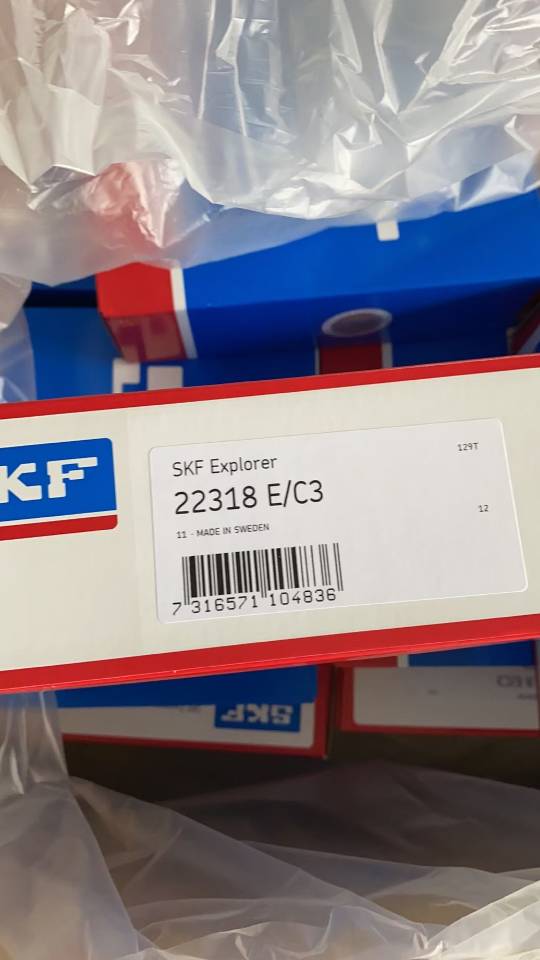 SKF
SKF Explorer
129T
22318 E/C3
12
11 - MADE IN SWEDEN
7 316571 104836
SKF